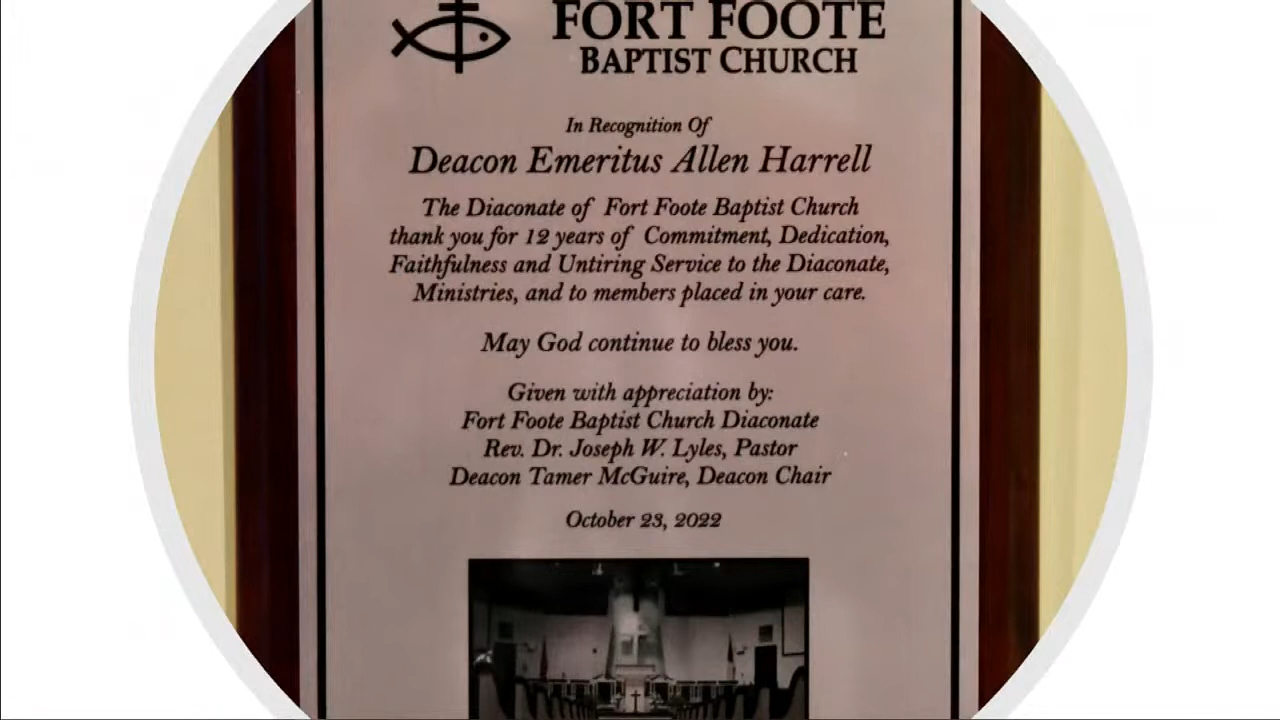 FORT FOOTE
BAPTIST CHURCH
In Recognition Of
Deacon Emeritus Allen Harrell
The Diaconate of Fort Foote Baptist Church
thank you for 12 years of Commitment, Dedication,
Faithfulness and Untiring Service to the Diaconate,
Ministries, and to members placed in your care.
May God continue to bless you.
Given with appreciation by:
Fort Foote Baptist Church Diaconate
Rev. Dr. Joseph W. Lyles, Pastor
Deacon Tamer McGuire, Deacon Chair
October 23, 2022